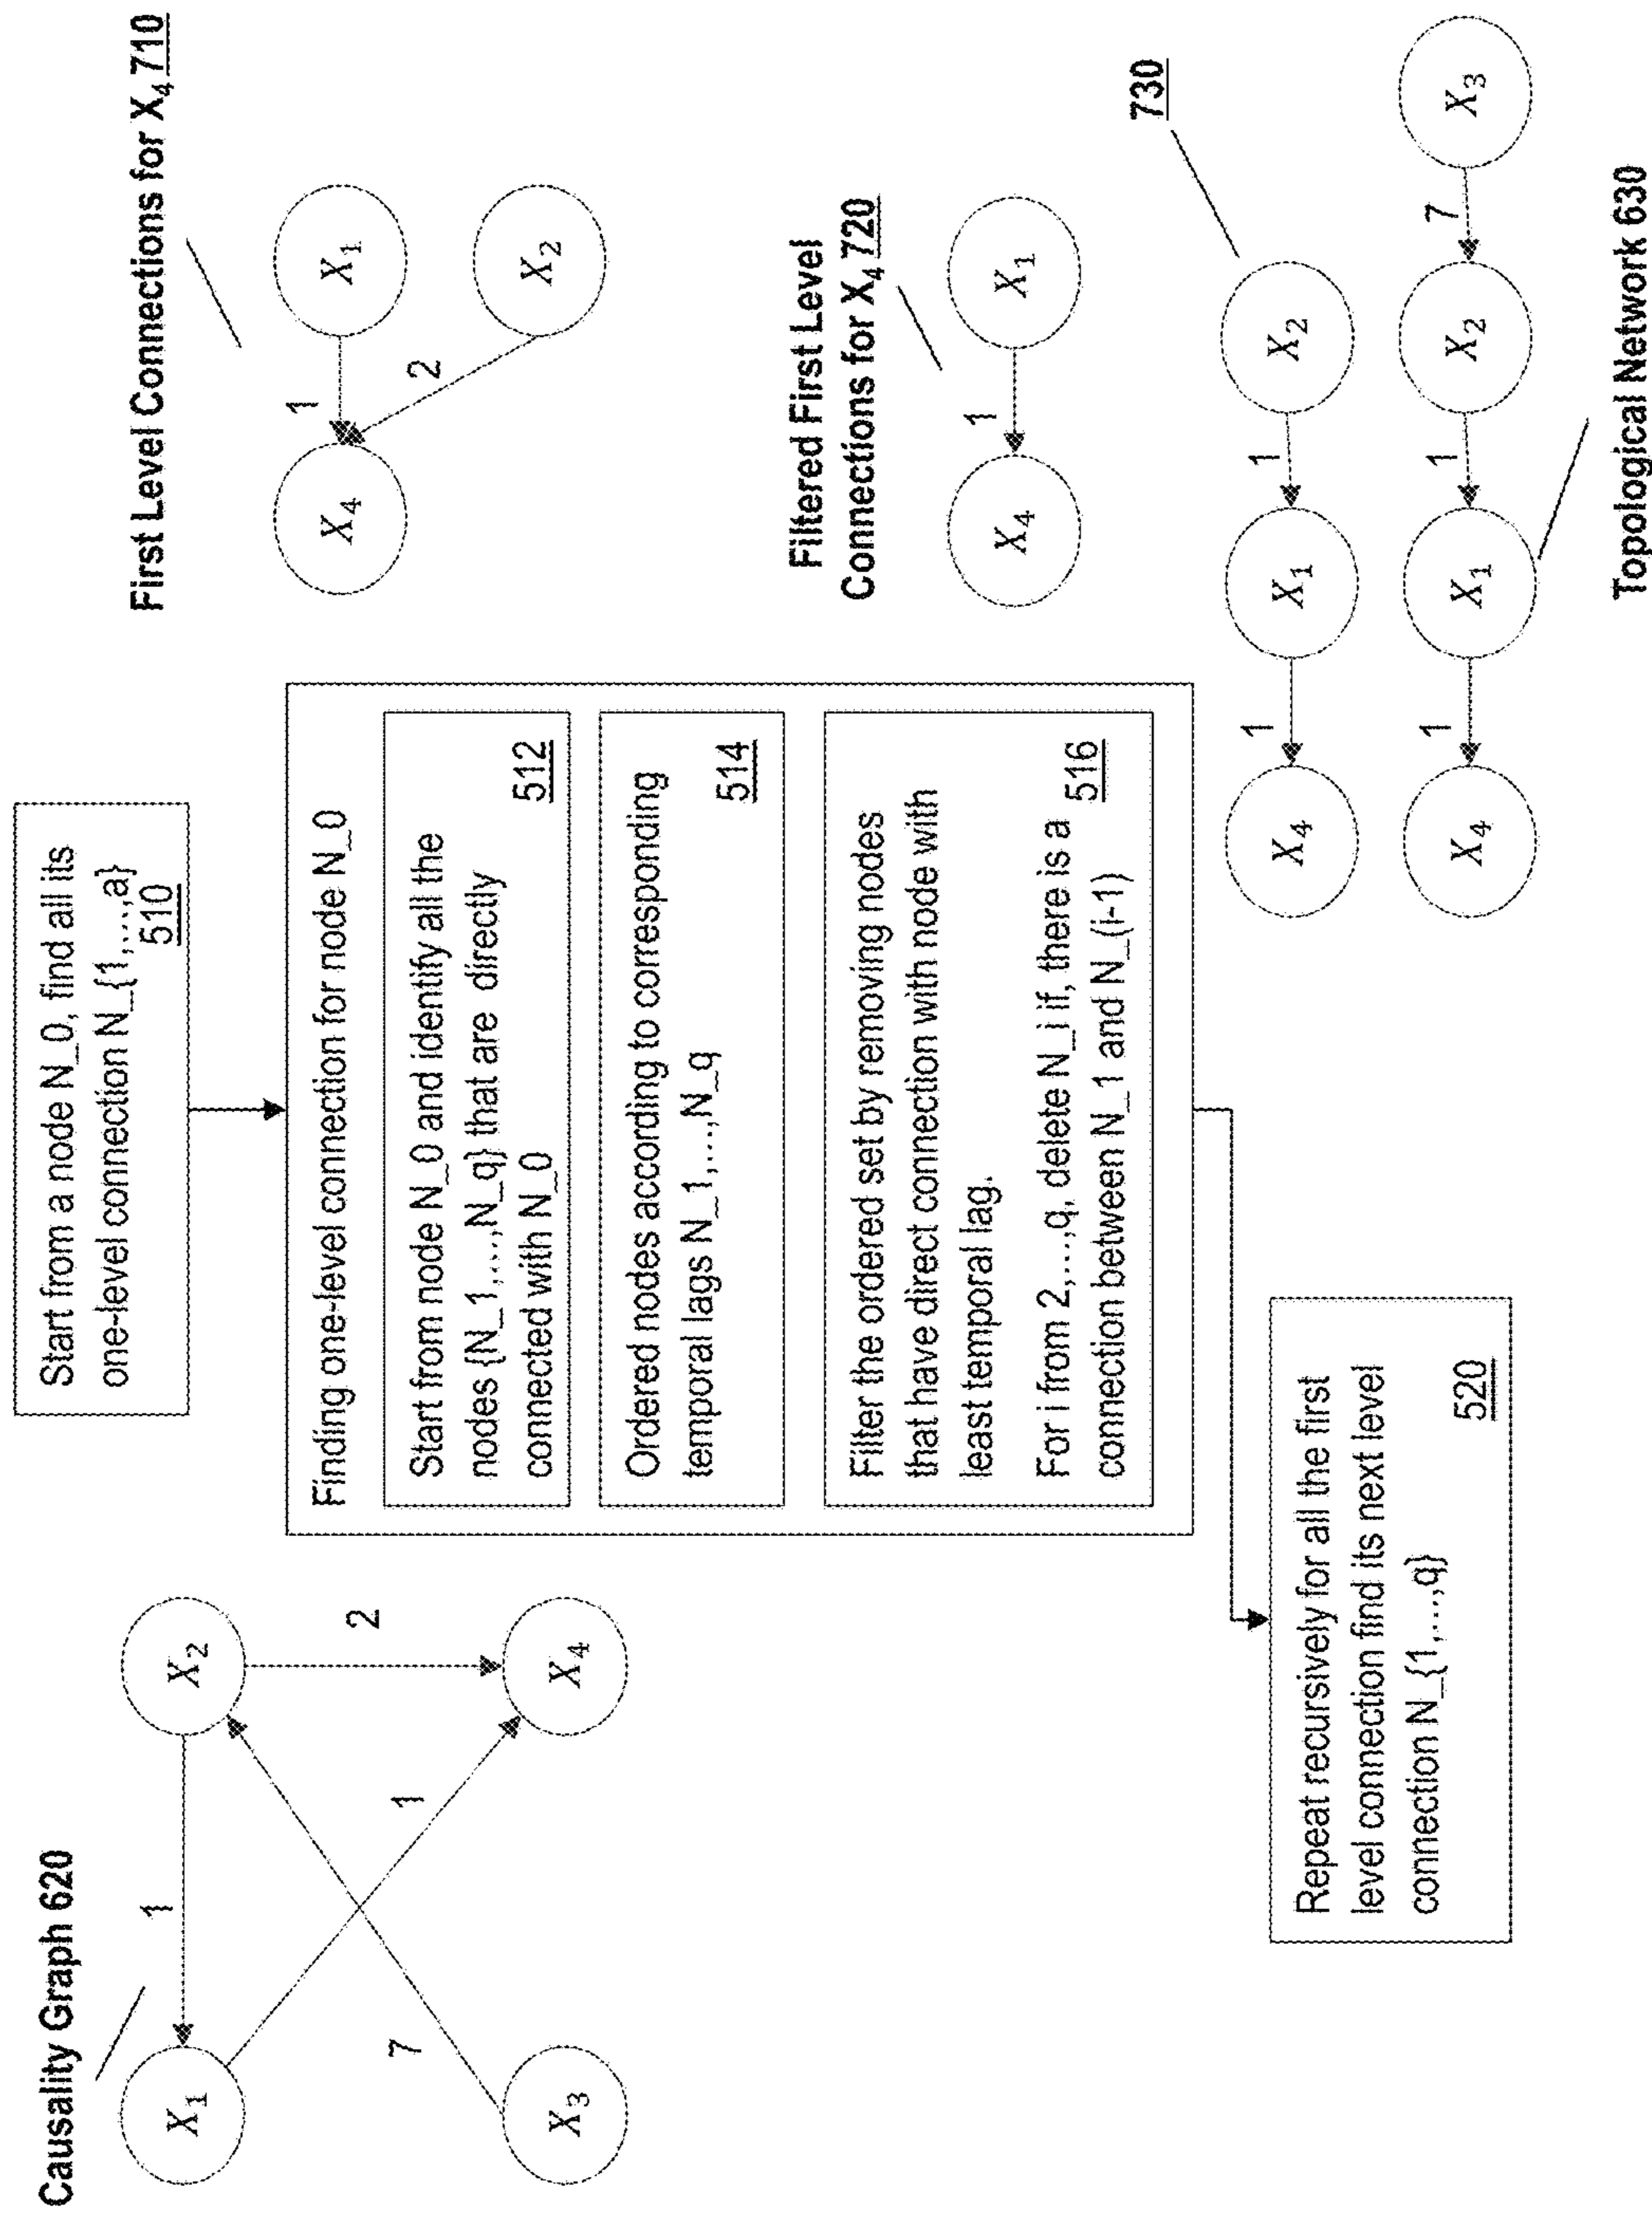 Causality Graph 620
X₁
1
X₂
7
1
2
X₃
X₄
Start from a node N_0, find all its
one-level connection N_{1,...,a}
510
Finding one-level connection for node N_0
Start from node N_0 and identify all the
nodes {N_1,...,N_q} that are directly
connected with N_0
512
Ordered nodes according to corresponding
temporal lags N_1,...,N_q
514
Filter the ordered set by removing nodes
that have direct connection with node with
least temporal lag.
For i from 2,...,q, delete N_i if, there is a
connection between N_1 and N_(i-1)
516
Repeat recursively for all the first
level connection find its next level
connection N_{1,...,q}
520
First Level Connections for X₄ 710
X₄
1
X₁
2
X₂
Filtered First Level
Connections for X₄ 720
X₄
1
X₁
730
X₄
1
X₁
1
X₂
X₄
1
X₁
1
X₂
7
X₃
Topological Network 630